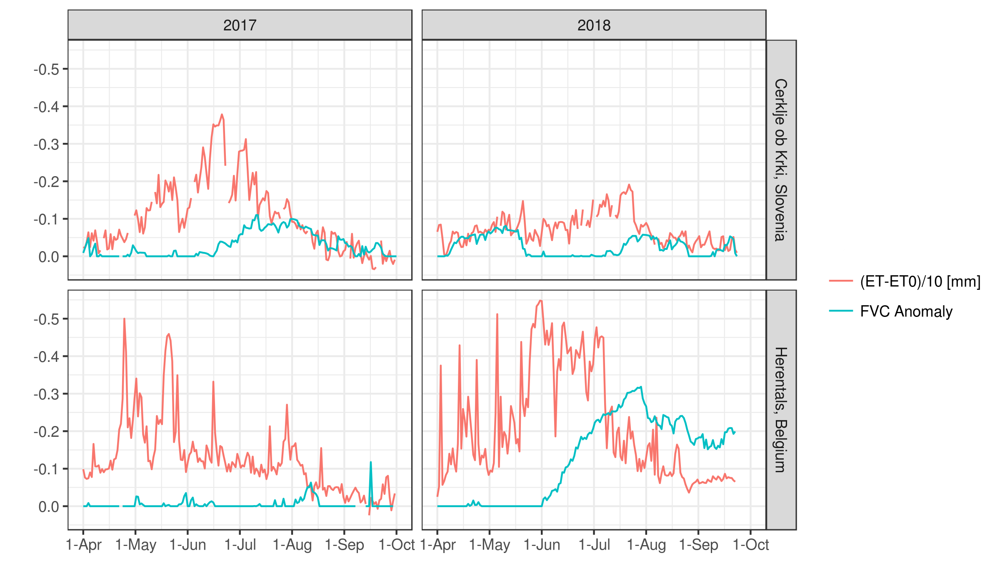 2017
2018
-0.5
-0.4
-0.3
-0.2
-0.1
0.0
Cerklje ob Krki, Slovenia
-0.5
-0.4
-0.3
-0.2
-0.1
0.0
Herentals, Belgium
1-Apr 1-May 1-Jun 1-Jul 1-Aug 1-Sep 1-Oct 1-Apr 1-May 1-Jun 1-Jul 1-Aug 1-Sep 1-Oct
(ET-ET0)/10 [mm]
FVC Anomaly